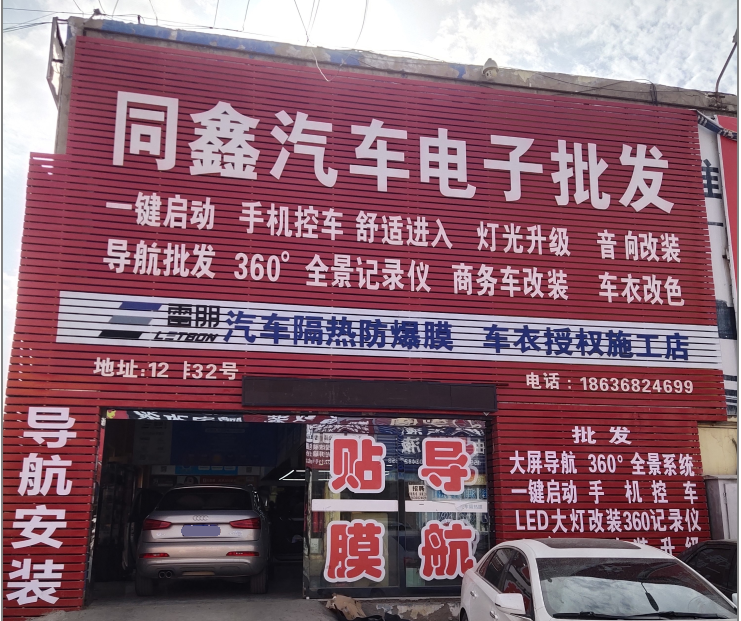 同鑫汽车电子批发
一键启动 手机控车 舒适进入 灯光升级 音向改装
导航批发 360° 全景记录仪 商务车改装 车衣改色
雷朋 汽车隔热防爆膜 车衣授权施工店
LETBON
地址:12 32号
电话:18636824699
导航安装
贴 导
膜 航
批发
大屏导航 360° 全景系统
一键启动 手机控车
LED大灯改装360记录仪
升级